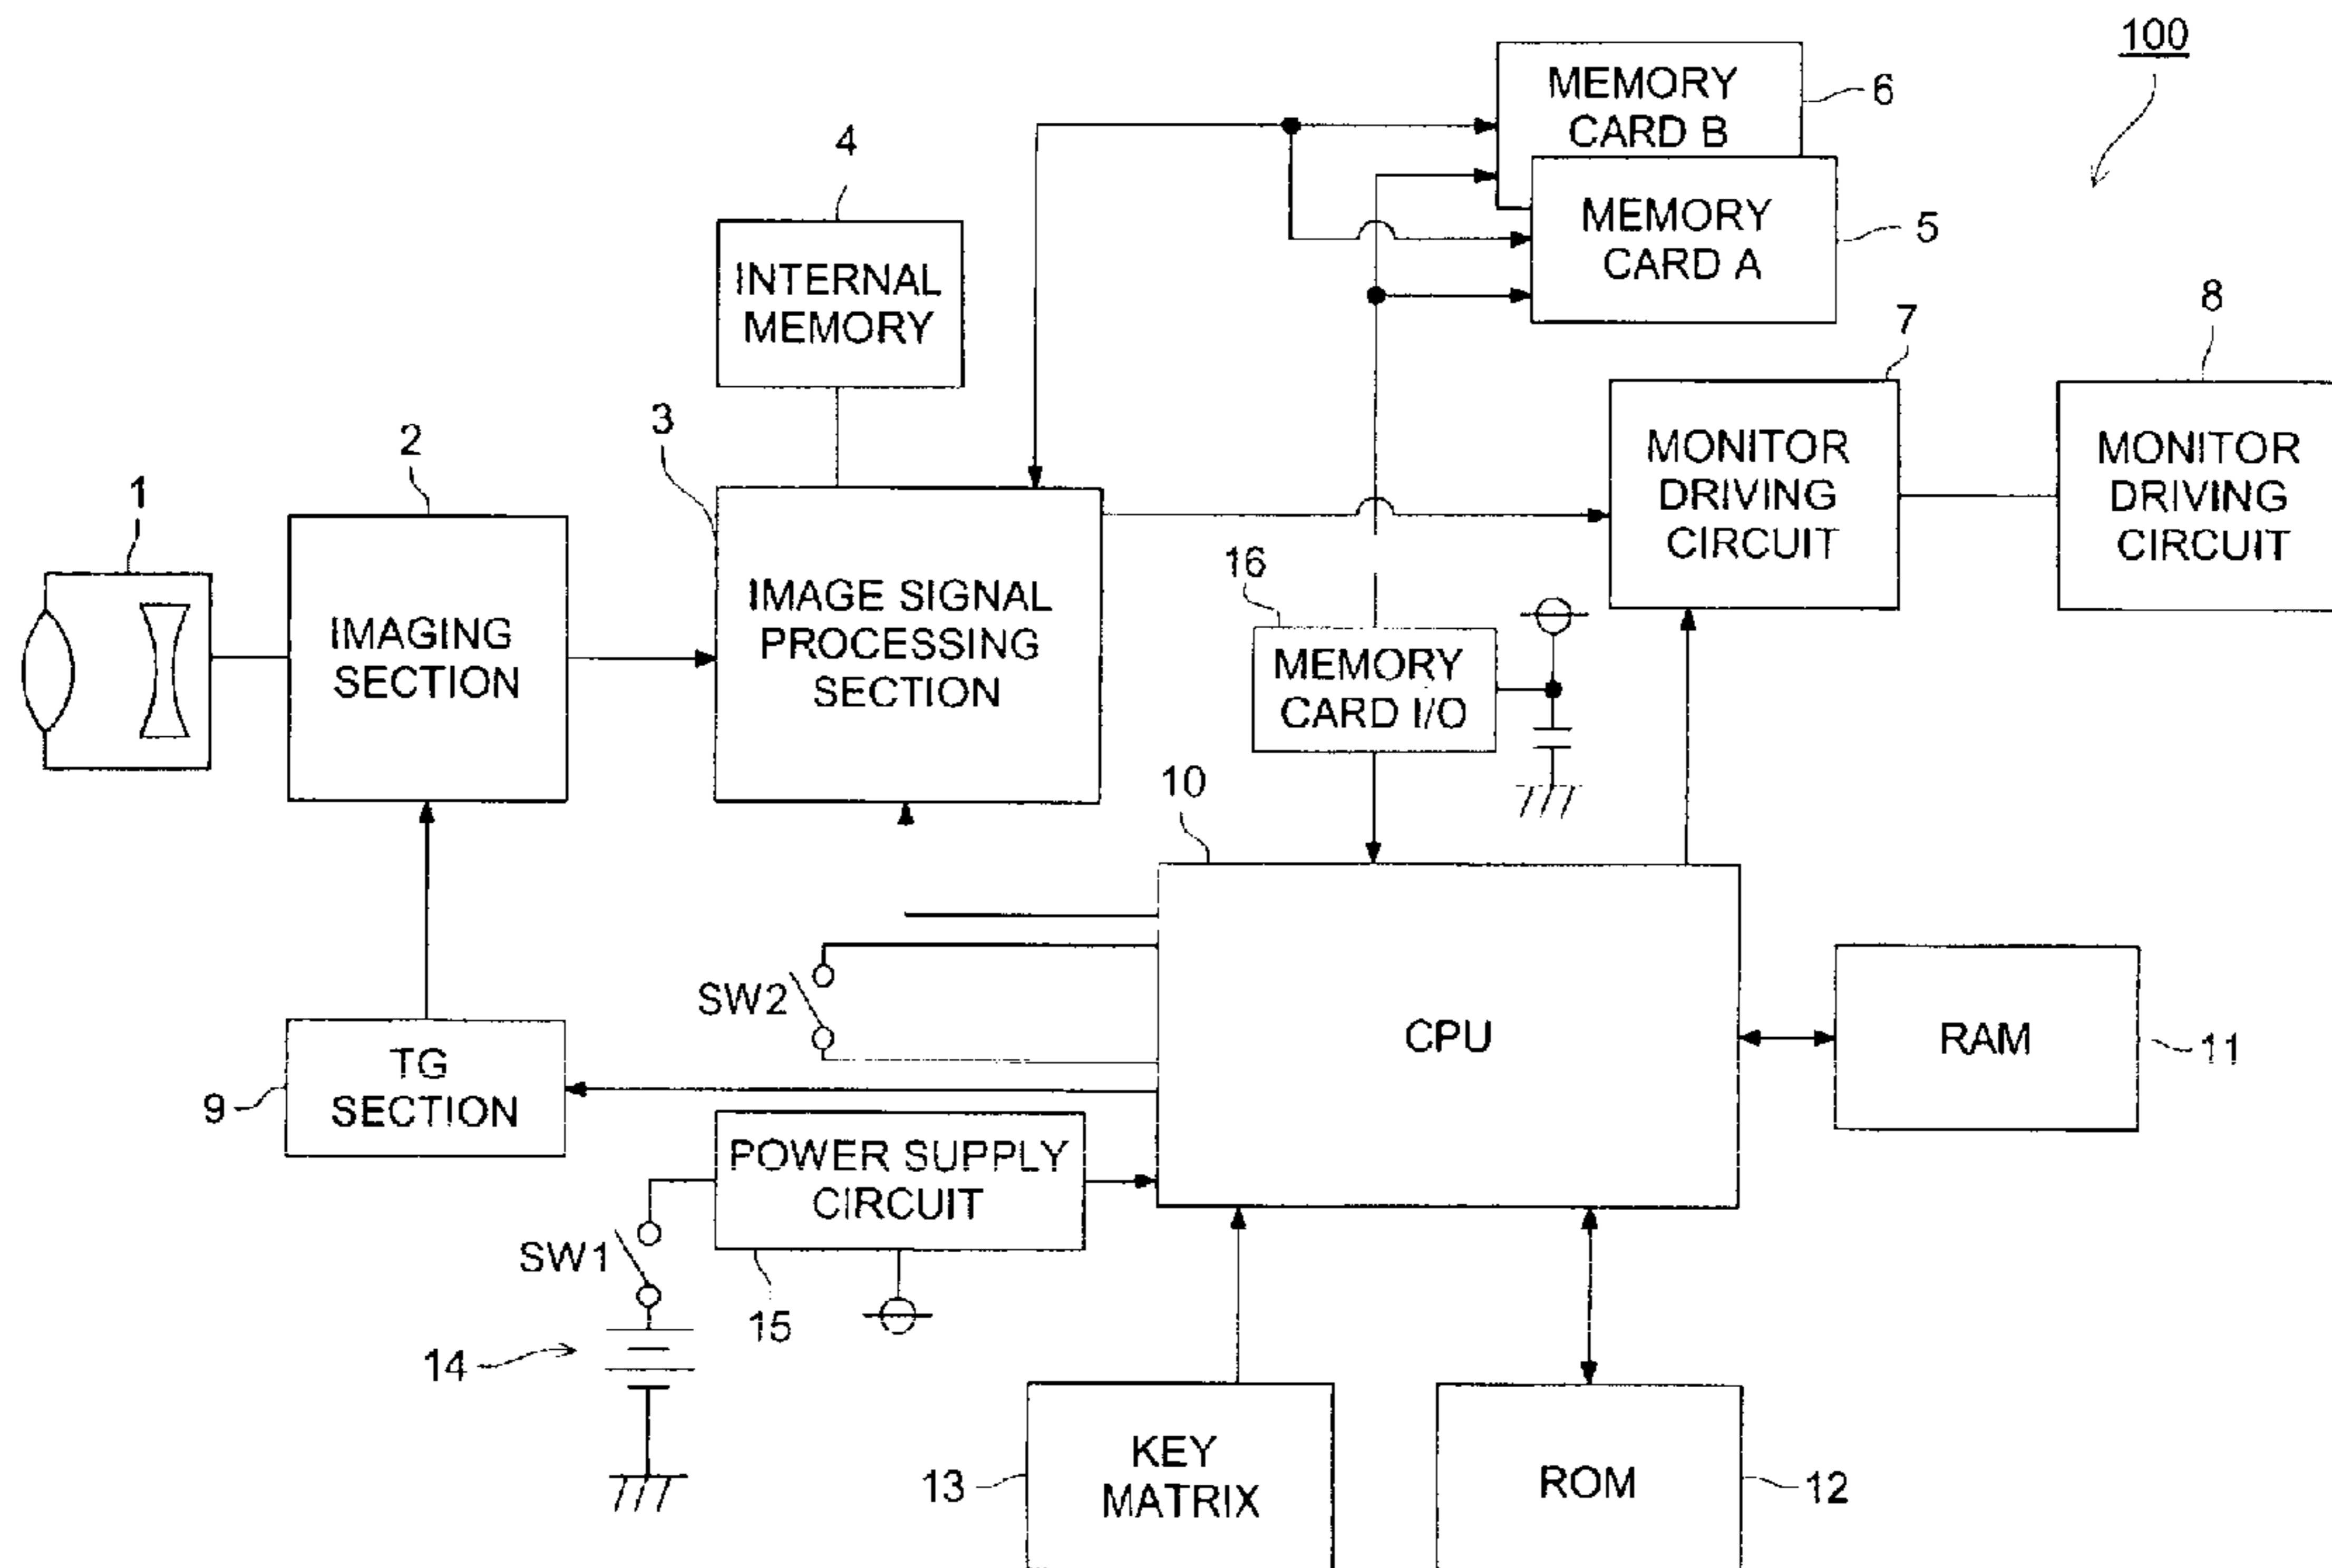 100
MEMORY
CARD B
6
4
MEMORY
CARD A
5
INTERNAL
MEMORY
7
8
3
2
MONITOR
DRIVING
CIRCUIT
MONITOR
DRIVING
CIRCUIT
1
16
IMAGE SIGNAL
PROCESSING
SECTION
IMAGING
SECTION
MEMORY
CARD I/O
10
SW2
CPU
RAM
11
TG
SECTION
9
POWER SUPPLY
CIRCUIT
SW1
15
14
KEY
MATRIX
13
ROM
12